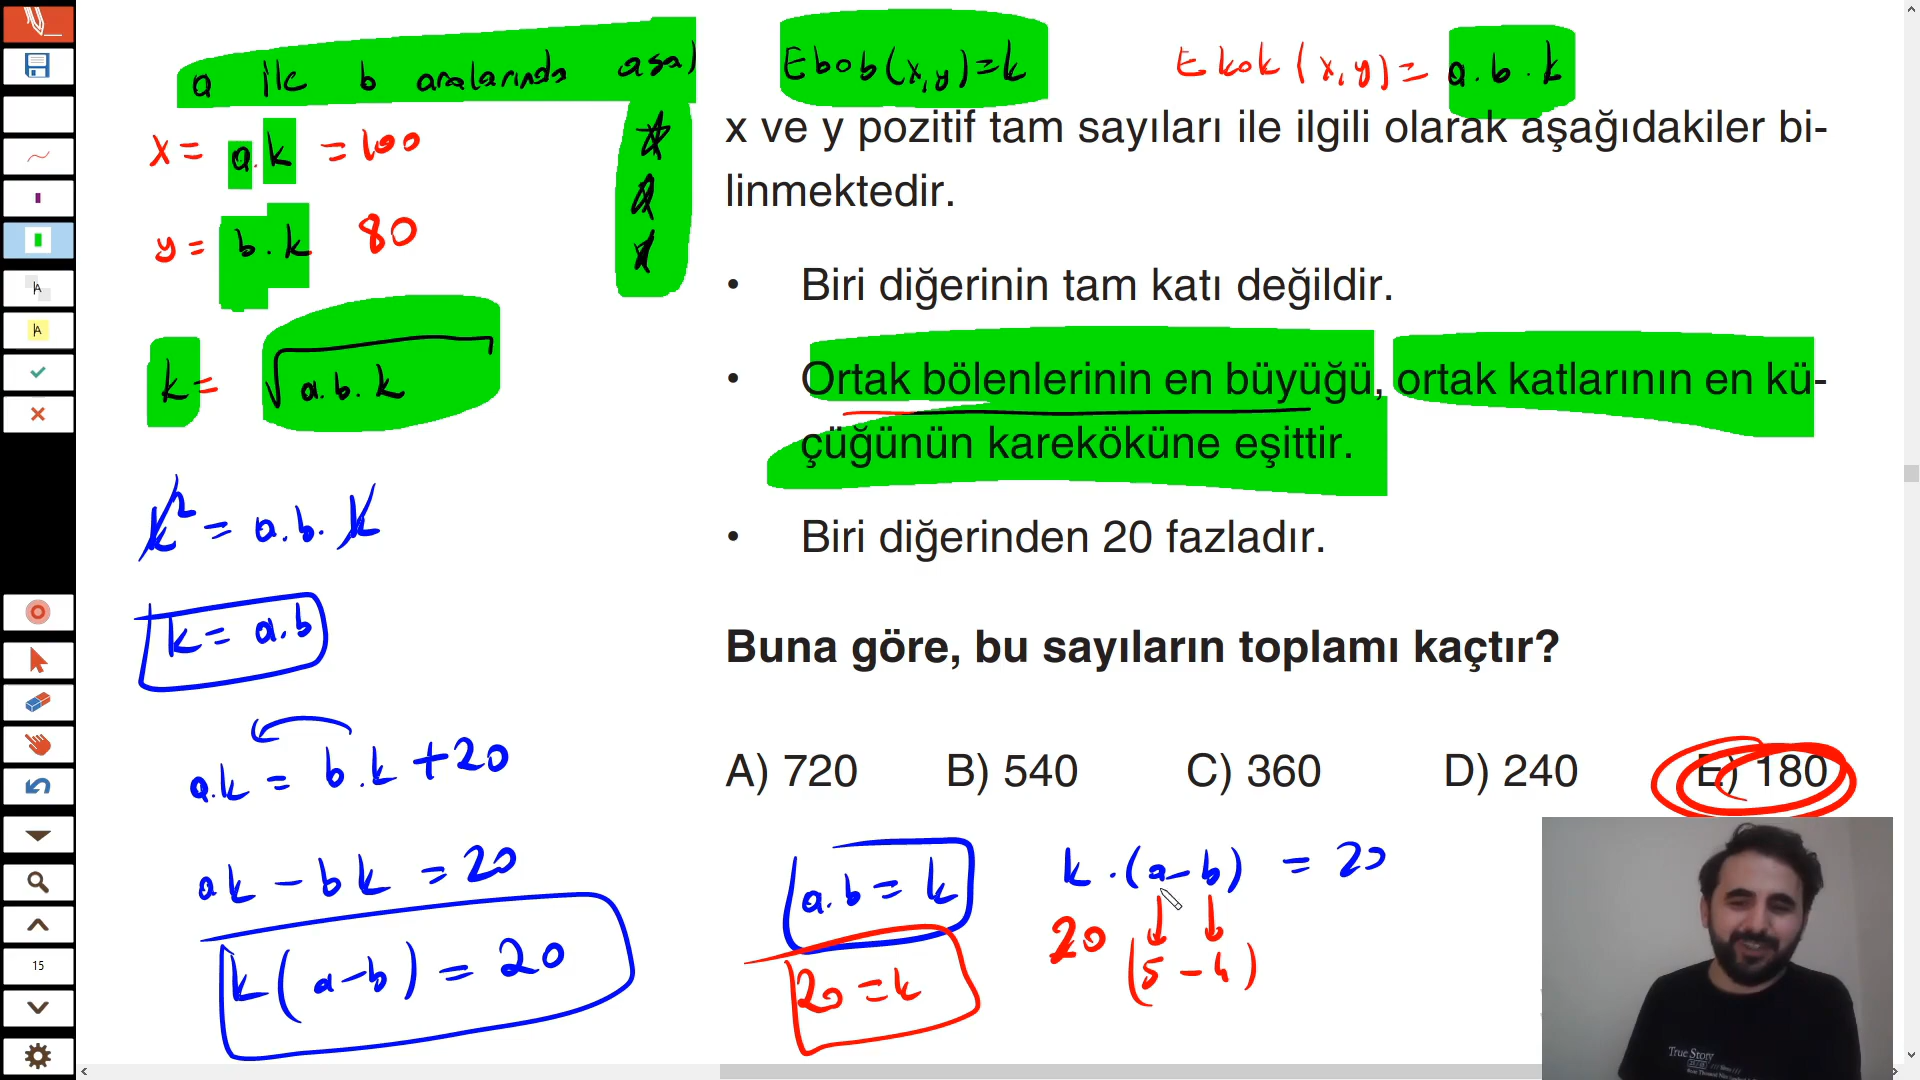 a ile b aralarında asal
Ebob(x,y)=k
Ekok(x,y)= a.b.k
x = a.k = 100
y = b.k 80
k = √a.b.k
k² = a.b.k
k = a.b
a.k = b.k + 20
ak - bk = 20
k(a-b) = 20
x ve y pozitif tam sayıları ile ilgili olarak aşağıdakiler bi-
linmektedir.
• Biri diğerinin tam katı değildir.
• Ortak bölenlerinin en büyüğü, ortak katlarının en kü-
çüğünün kareköküne eşittir.
• Biri diğerinden 20 fazladır.
Buna göre, bu sayıların toplamı kaçtır?
A) 720 B) 540 C) 360 D) 240 E) 180
a.b = k
20 = k
k.(a-b) = 20
20 (5-4)
15
True Story